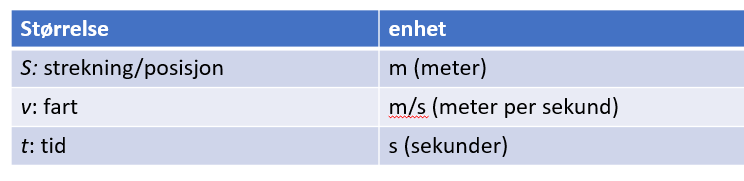 Størrelse enhet
S: strekning/posisjon m (meter)
v: fart m/s (meter per sekund)
t: tid s (sekunder)